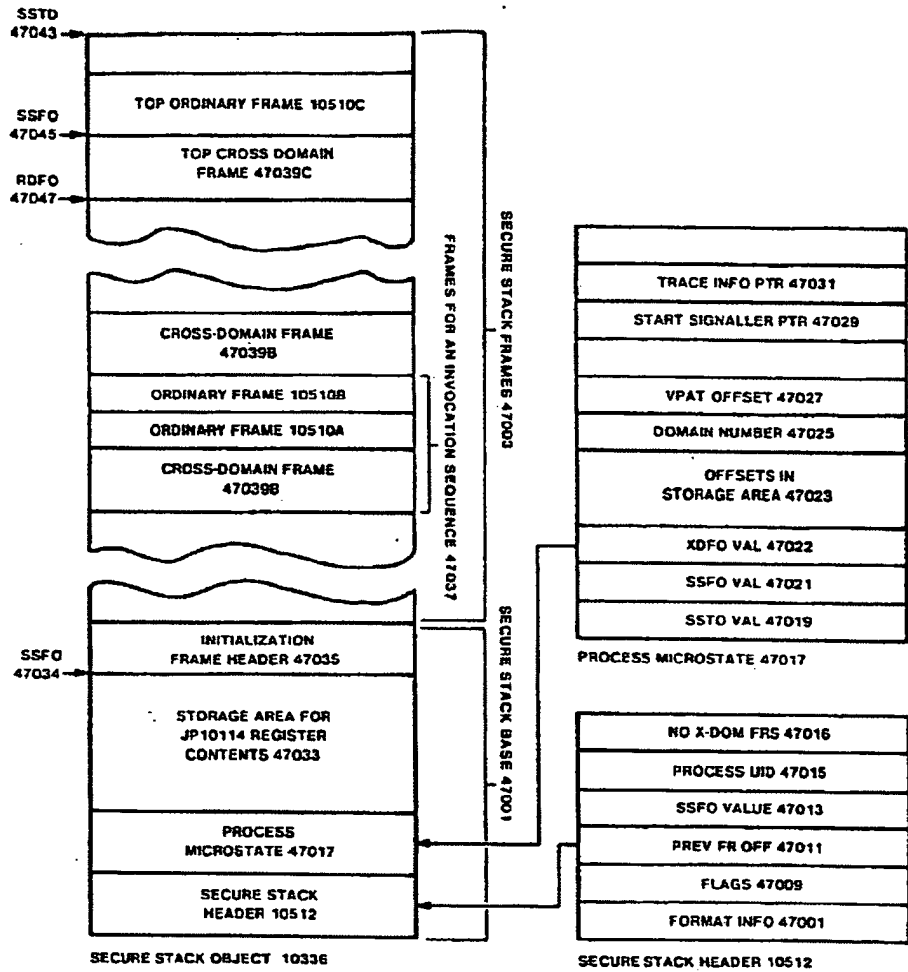 SSTD
47043
TOP ORDINARY FRAME 10510C
SSFO
47045
TOP CROSS DOMAIN
FRAME 47039C
RDFO
47047
CROSS-DOMAIN FRAME
47039B
ORDINARY FRAME 10510B
ORDINARY FRAME 10510A
CROSS-DOMAIN FRAME
47039B
INITIALIZATION
FRAME HEADER 47035
SSFO
47034
STORAGE AREA FOR
JP10114 REGISTER
CONTENTS 47033
PROCESS
MICROSTATE 47017
SECURE STACK
HEADER 10512
SECURE STACK OBJECT 10336
FRAMES FOR AN INVOCATION SEQUENCE 47037
SECURE STACK FRAMES 47003
SECURE STACK BASE 47001
TRACE INFO PTR 47031
START SIGNALLER PTR 47029
VPAT OFFSET 47027
DOMAIN NUMBER 47025
OFFSETS IN
STORAGE AREA 47023
XDFO VAL 47022
SSFO VAL 47021
SSTO VAL 47019
PROCESS MICROSTATE 47017
NO X-DOM FRS 47016
PROCESS UID 47015
SSFO VALUE 47013
PREV FR OFF 47011
FLAGS 47009
FORMAT INFO 47001
SECURE STACK HEADER 10512